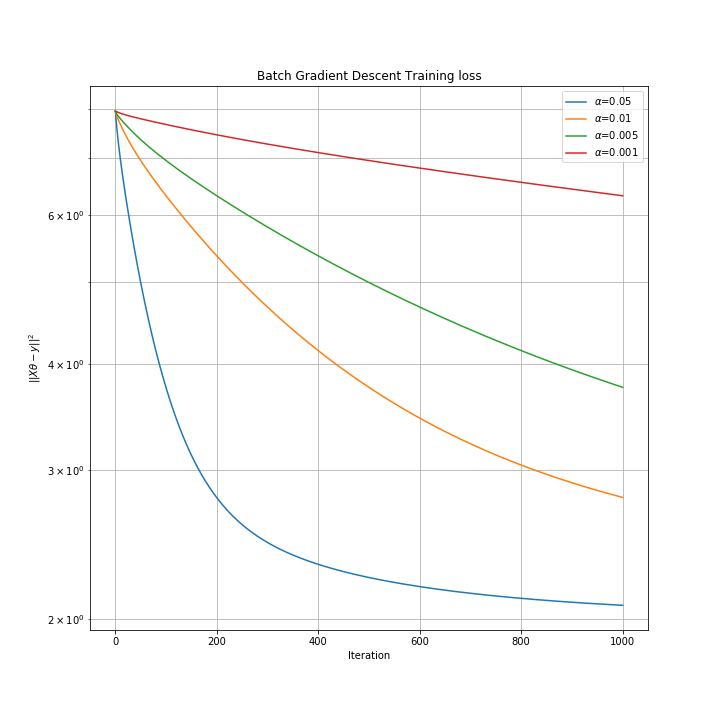 Batch Gradient Descent Training loss
α=0.05
α=0.01
α=0.005
α=0.001
6 × 10⁰
4 × 10⁰
3 × 10⁰
2 × 10⁰
||Xθ − y||²
0 200 400 600 800 1000
Iteration